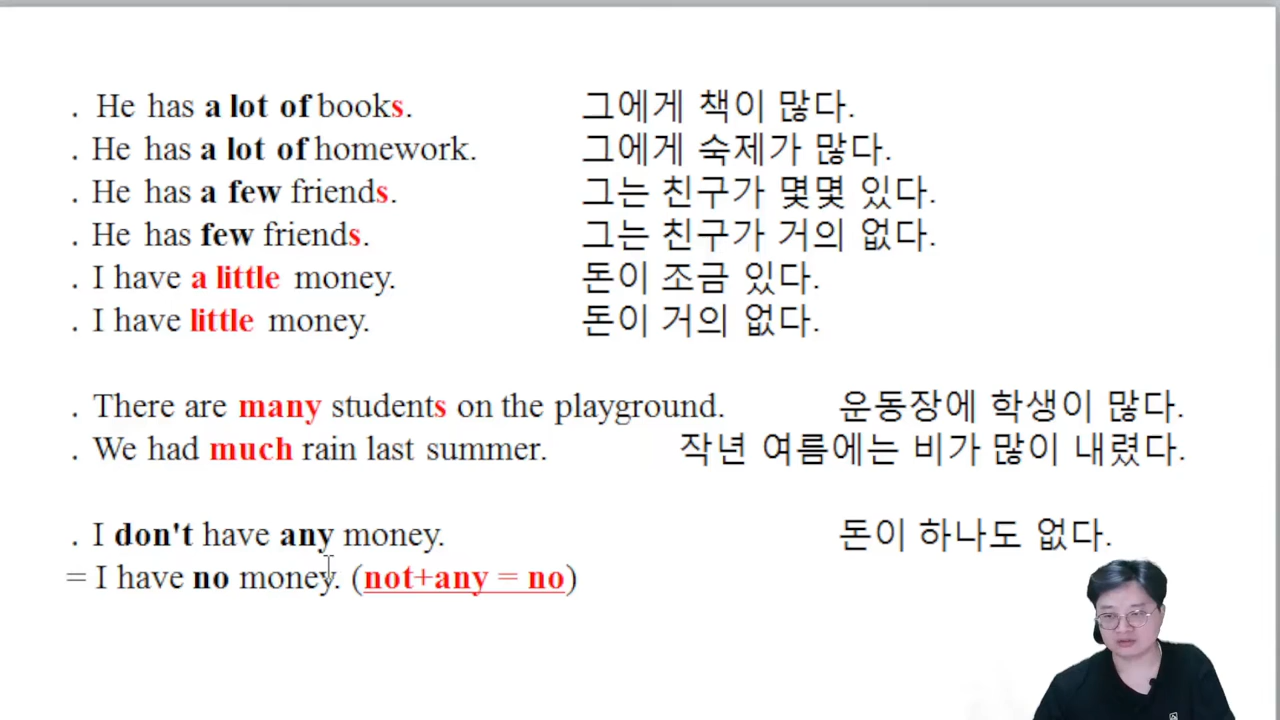 . He has a lot of books. 그에게 책이 많다.
. He has a lot of homework. 그에게 숙제가 많다.
. He has a few friends. 그는 친구가 몇몇 있다.
. He has few friends. 그는 친구가 거의 없다.
. I have a little money. 돈이 조금 있다.
. I have little money. 돈이 거의 없다.
. There are many students on the playground. 운동장에 학생이 많다.
. We had much rain last summer. 작년 여름에는 비가 많이 내렸다.
. I don't have any money. 돈이 하나도 없다.
= I have no money. (not+any = no)